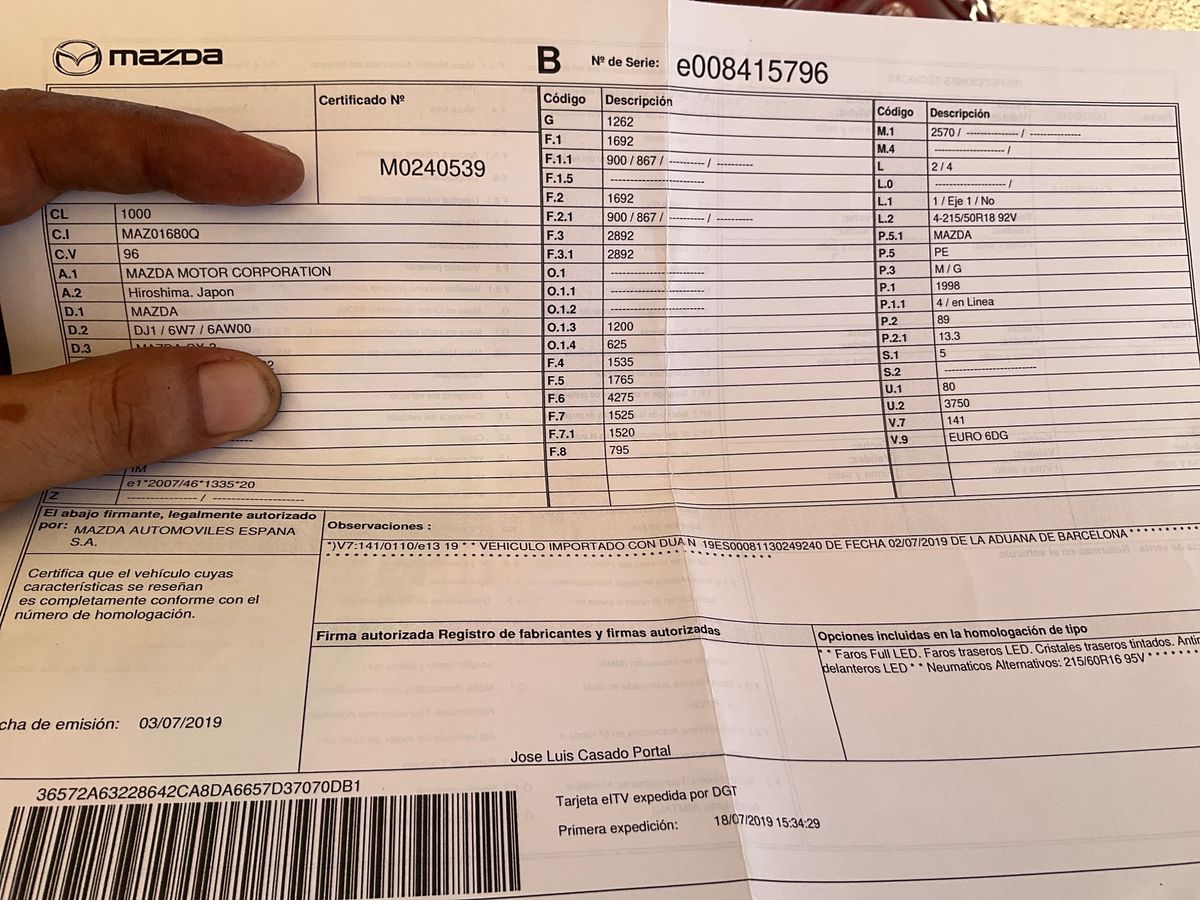 mazda
B Nº de Serie: e008415796
Certificado Nº
M0240539
CL 1000
C.I MAZ01680Q
C.V 96
A.1 MAZDA MOTOR CORPORATION
A.2 Hiroshima. Japon
D.1 MAZDA
D.2 DJ1 / 6W7 / 6AW00
D.3
IM
e1*2007/46*1335*20
Z ---------------- / ---------------------
Código Descripción
G 1262
F.1 1692
F.1.1 900 / 867 / --------- / ---------
F.1.5 ------------------------
F.2 1692
F.2.1 900 / 867 / --------- / ---------
F.3 2892
F.3.1 2892
O.1 ------------------------
O.1.1 ------------------------
O.1.2 ------------------------
O.1.3 1200
O.1.4 625
F.4 1535
F.5 1765
F.6 4275
F.7 1525
F.7.1 1520
F.8 795
Código Descripción
M.1 2570 / -------------- / --------------
M.4 ------------------- /
L 2 / 4
L.0 ------------------- /
L.1 1 / Eje 1 / No
L.2 4-215/50R18 92V
P.5.1 MAZDA
P.5 PE
P.3 M / G
P.1 1998
P.1.1 4 / en Linea
P.2 89
P.2.1 13.3
S.1 5
S.2 ------------------------
U.1 80
U.2 3750
V.7 141
V.9 EURO 6DG
El abajo firmante, legalmente autorizado
por: MAZDA AUTOMOVILES ESPANA
S.A.
Certifica que el vehículo cuyas
características se reseñan
es completamente conforme con el
número de homologación.
cha de emisión: 03/07/2019
Observaciones :
*)V7:141/0110/e13 19 * * VEHICULO IMPORTADO CON DUA N 19ES00081130249240 DE FECHA 02/07/2019 DE LA ADUANA DE BARCELONA * * * * * * * * * *
Firma autorizada Registro de fabricantes y firmas autorizadas
Jose Luis Casado Portal
Opciones incluidas en la homologación de tipo
* * Faros Full LED. Faros traseros LED. Cristales traseros tintados. Antin
delanteros LED * * Neumaticos Alternativos: 215/60R16 95V * * * * * * *
36572A63228642CA8DA6657D37070DB1
Tarjeta eITV expedida por DGT
Primera expedición: 18/07/2019 15:34:29